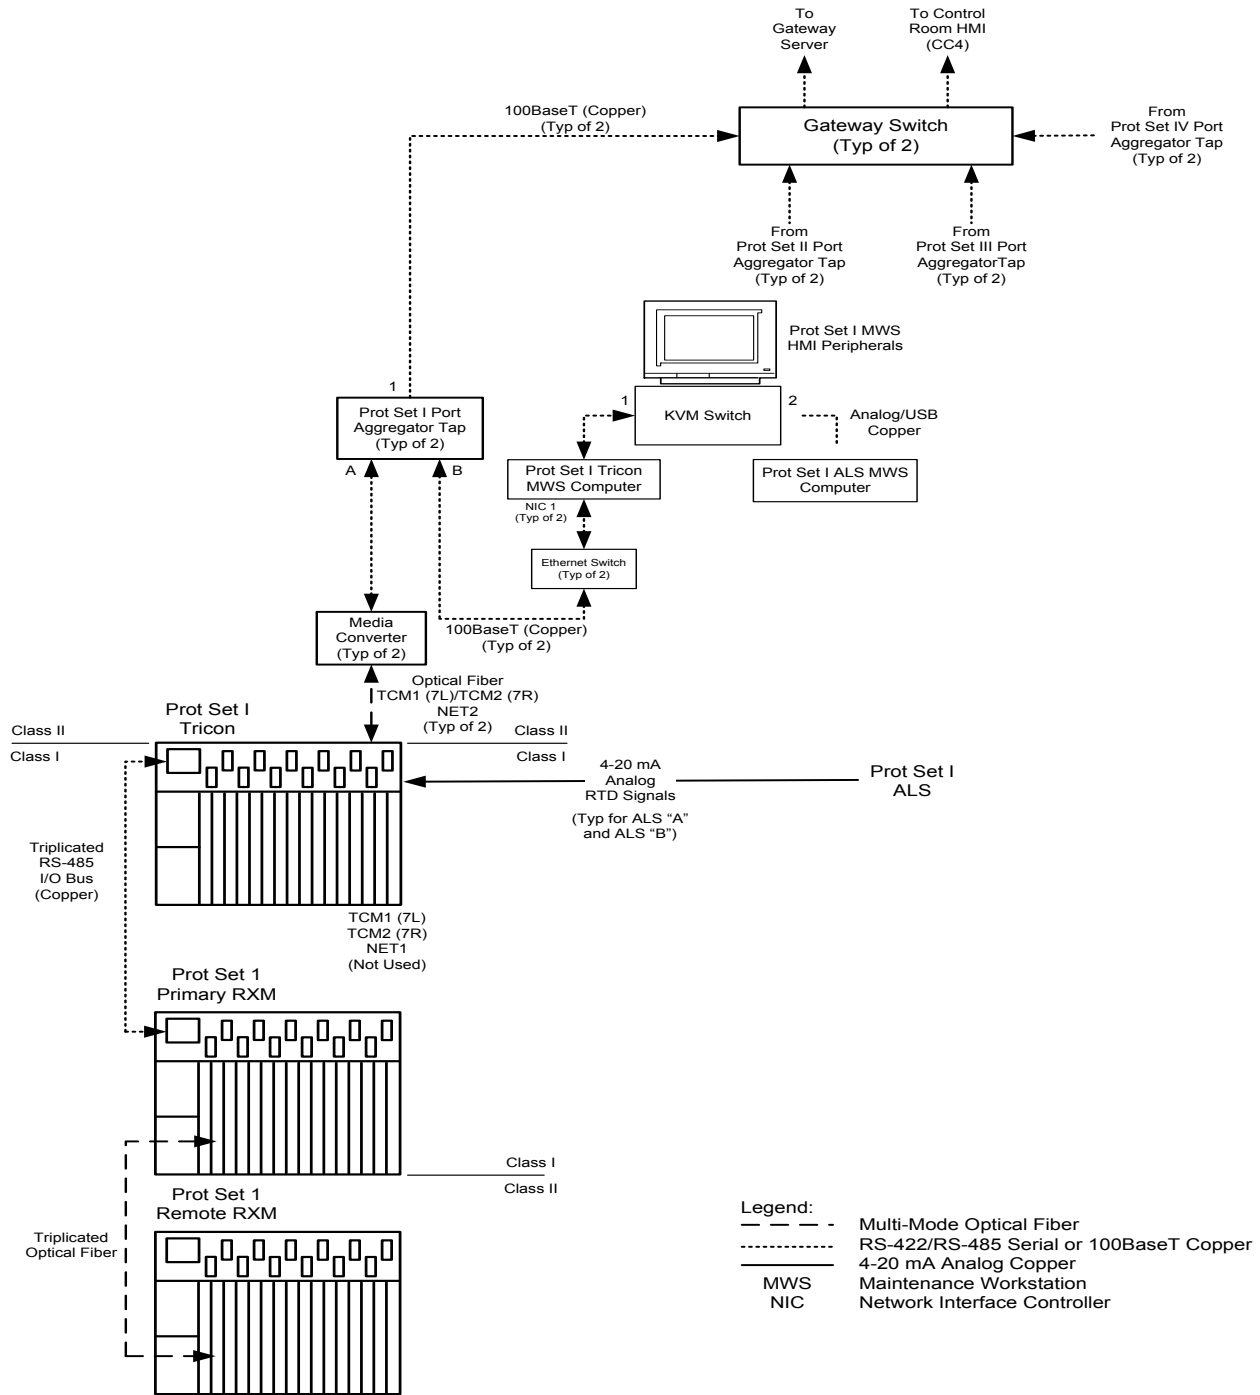 To
Gateway
Server
To Control
Room HMI
(CC4)
100BaseT (Copper)
(Typ of 2)
Gateway Switch
(Typ of 2)
From
Prot Set IV Port
Aggregator Tap
(Typ of 2)
From
Prot Set II Port
Aggregator Tap
(Typ of 2)
From
Prot Set III Port
AggregatorTap
(Typ of 2)
Prot Set I MWS
HMI Peripherals
1
Prot Set I Port
Aggregator Tap
(Typ of 2)
A
B
1
KVM Switch
2
Analog/USB
Copper
Prot Set I Tricon
MWS Computer
Prot Set I ALS MWS
Computer
NIC 1
(Typ of 2)
Ethernet Switch
(Typ of 2)
Media
Converter
(Typ of 2)
100BaseT (Copper)
(Typ of 2)
Optical Fiber
TCM1 (7L)/TCM2 (7R)
NET2
(Typ of 2)
Prot Set I
Tricon
Class II
Class I
Class II
Class I
4-20 mA
Analog
RTD Signals
(Typ for ALS “A”
and ALS “B”)
Prot Set I
ALS
Triplicated
RS-485
I/O Bus
(Copper)
TCM1 (7L)
TCM2 (7R)
NET1
(Not Used)
Prot Set 1
Primary RXM
Class I
Class II
Prot Set 1
Remote RXM
Triplicated
Optical Fiber
Legend:
Multi-Mode Optical Fiber
RS-422/RS-485 Serial or 100BaseT Copper
4-20 mA Analog Copper
MWS Maintenance Workstation
NIC Network Interface Controller